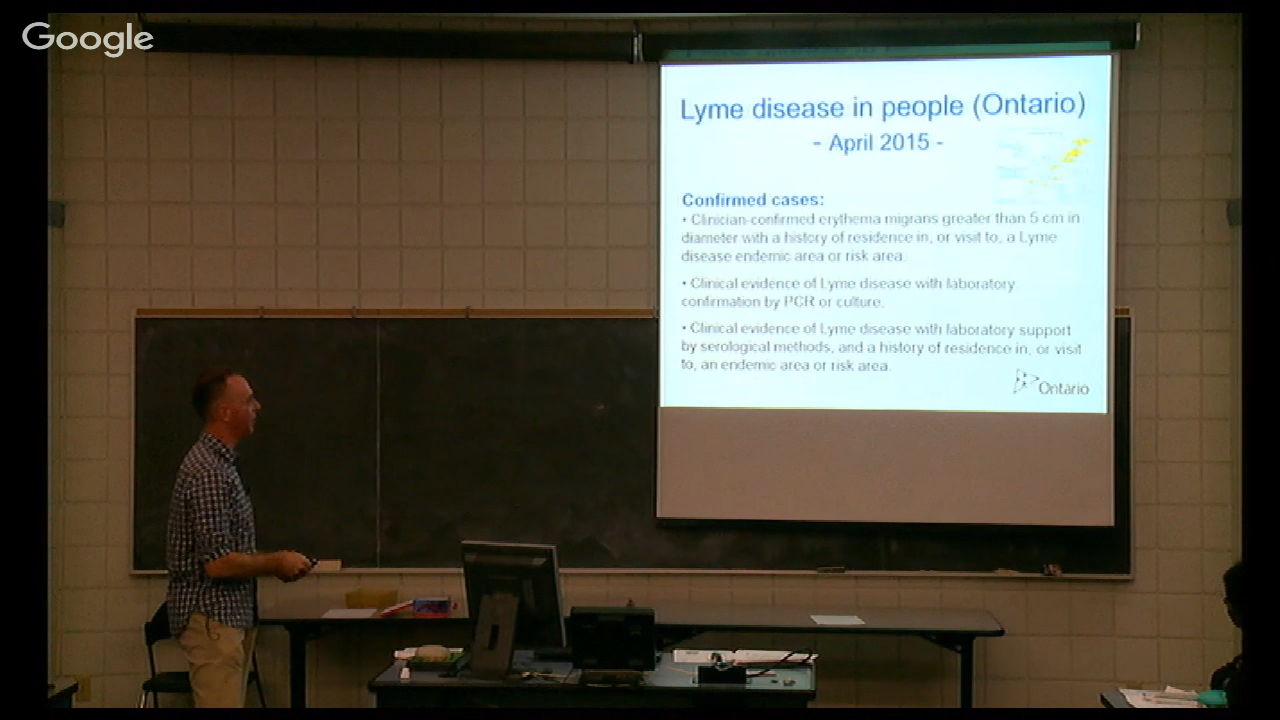 Google
Lyme disease in people (Ontario)
- April 2015 -
Confirmed cases:
• Clinician-confirmed erythema migrans greater than 5 cm in
diameter with a history of residence in, or visit to, a Lyme
disease endemic area or risk area.
• Clinical evidence of Lyme disease with laboratory
confirmation by PCR or culture.
• Clinical evidence of Lyme disease with laboratory support
by serological methods, and a history of residence in, or visit
to, an endemic area or risk area.
Ontario